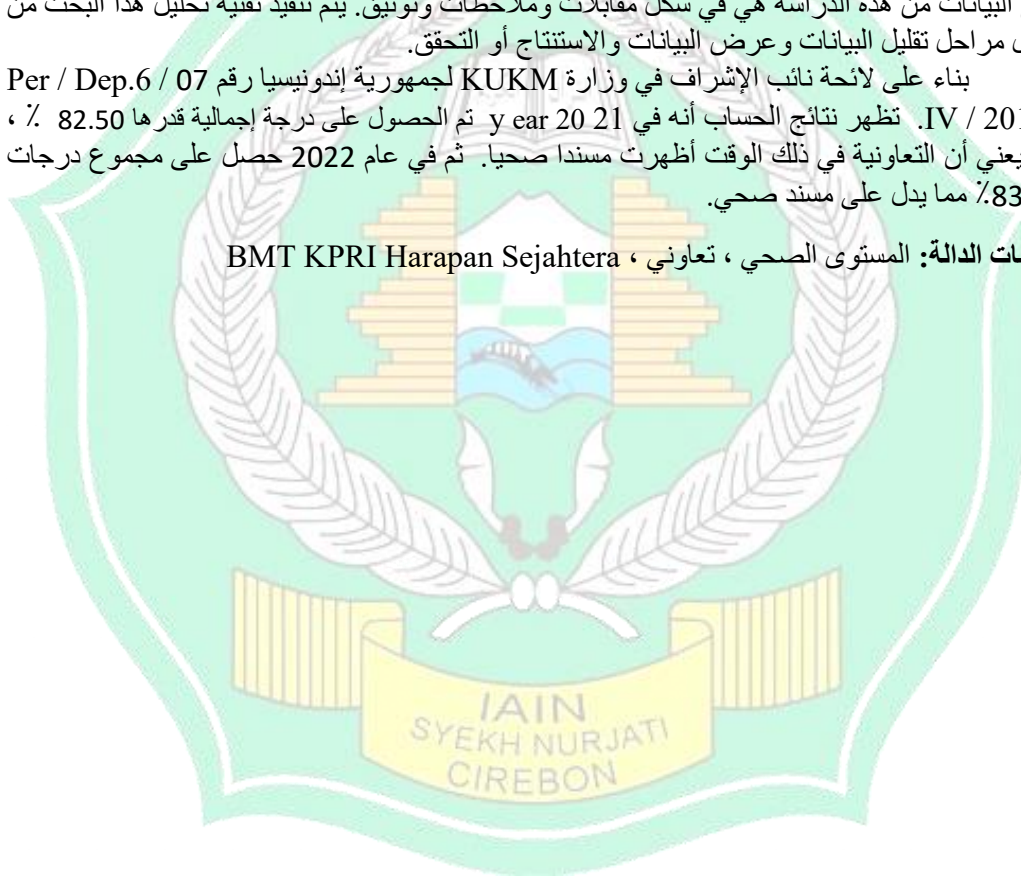 البيانات من هذه الدراسة هي في شكل مقابلات وملاحظات وتوثيق. يتم تنفيذ تقنية تحليل هذا البحث من
مراحل تقليل البيانات وعرض البيانات والاستنتاج أو التحقق.
بناء على لائحة نائب الإشراف في وزارة KUKM لجمهورية إندونيسيا رقم 07 / Per / Dep.6
IV / 201. تظهر نتائج الحساب أنه في y ear 20 21 تم الحصول على درجة إجمالية قدرها 82.50 ٪ ،
يعني أن التعاونية في ذلك الوقت أظهرت مسندا صحيا. ثم في عام 2022 حصل على مجموع درجات
83٪ مما يدل على مسند صحي.
ات الدالة: المستوى الصحي ، تعاوني ، BMT KPRI Harapan Sejahtera
IAIN
SYEKH NURJATI
CIREBON